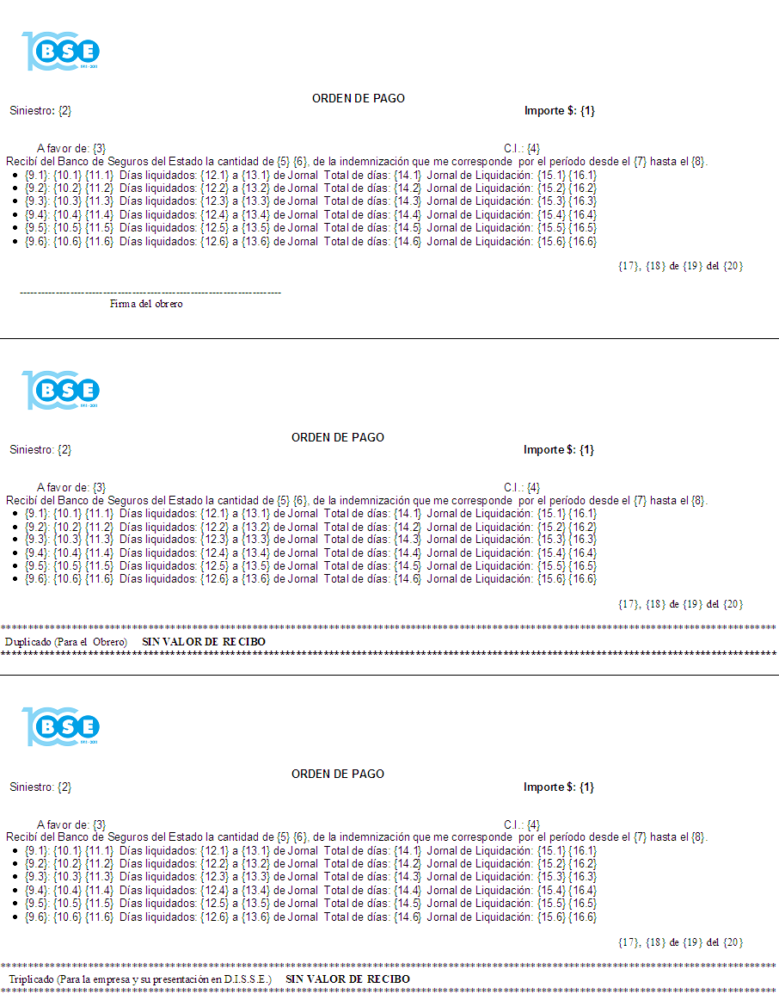 BSE
1911 - 2011
ORDEN DE PAGO
Siniestro: {2} Importe $: {1}
A favor de: {3} C.I.: {4}
Recibí del Banco de Seguros del Estado la cantidad de {5} {6}, de la indemnización que me corresponde por el período desde el {7} hasta el {8}.
• {9.1}: {10.1} {11.1} Días liquidados: {12.1} a {13.1} de Jornal Total de días: {14.1} Jornal de Liquidación: {15.1} {16.1}
• {9.2}: {10.2} {11.2} Días liquidados: {12.2} a {13.2} de Jornal Total de días: {14.2} Jornal de Liquidación: {15.2} {16.2}
• {9.3}: {10.3} {11.3} Días liquidados: {12.3} a {13.3} de Jornal Total de días: {14.3} Jornal de Liquidación: {15.3} {16.3}
• {9.4}: {10.4} {11.4} Días liquidados: {12.4} a {13.4} de Jornal Total de días: {14.4} Jornal de Liquidación: {15.4} {16.4}
• {9.5}: {10.5} {11.5} Días liquidados: {12.5} a {13.5} de Jornal Total de días: {14.5} Jornal de Liquidación: {15.5} {16.5}
• {9.6}: {10.6} {11.6} Días liquidados: {12.6} a {13.6} de Jornal Total de días: {14.6} Jornal de Liquidación: {15.6} {16.6}
{17}, {18} de {19} del {20}
Firma del obrero
BSE
1911 - 2011
ORDEN DE PAGO
Siniestro: {2} Importe $: {1}
A favor de: {3} C.I.: {4}
Recibí del Banco de Seguros del Estado la cantidad de {5} {6}, de la indemnización que me corresponde por el período desde el {7} hasta el {8}.
• {9.1}: {10.1} {11.1} Días liquidados: {12.1} a {13.1} de Jornal Total de días: {14.1} Jornal de Liquidación: {15.1} {16.1}
• {9.2}: {10.2} {11.2} Días liquidados: {12.2} a {13.2} de Jornal Total de días: {14.2} Jornal de Liquidación: {15.2} {16.2}
• {9.3}: {10.3} {11.3} Días liquidados: {12.3} a {13.3} de Jornal Total de días: {14.3} Jornal de Liquidación: {15.3} {16.3}
• {9.4}: {10.4} {11.4} Días liquidados: {12.4} a {13.4} de Jornal Total de días: {14.4} Jornal de Liquidación: {15.4} {16.4}
• {9.5}: {10.5} {11.5} Días liquidados: {12.5} a {13.5} de Jornal Total de días: {14.5} Jornal de Liquidación: {15.5} {16.5}
• {9.6}: {10.6} {11.6} Días liquidados: {12.6} a {13.6} de Jornal Total de días: {14.6} Jornal de Liquidación: {15.6} {16.6}
{17}, {18} de {19} del {20}
Duplicado (Para el Obrero) SIN VALOR DE RECIBO
BSE
1911 - 2011
ORDEN DE PAGO
Siniestro: {2} Importe $: {1}
A favor de: {3} C.I.: {4}
Recibí del Banco de Seguros del Estado la cantidad de {5} {6}, de la indemnización que me corresponde por el período desde el {7} hasta el {8}.
• {9.1}: {10.1} {11.1} Días liquidados: {12.1} a {13.1} de Jornal Total de días: {14.1} Jornal de Liquidación: {15.1} {16.1}
• {9.2}: {10.2} {11.2} Días liquidados: {12.2} a {13.2} de Jornal Total de días: {14.2} Jornal de Liquidación: {15.2} {16.2}
• {9.3}: {10.3} {11.3} Días liquidados: {12.3} a {13.3} de Jornal Total de días: {14.3} Jornal de Liquidación: {15.3} {16.3}
• {9.4}: {10.4} {11.4} Días liquidados: {12.4} a {13.4} de Jornal Total de días: {14.4} Jornal de Liquidación: {15.4} {16.4}
• {9.5}: {10.5} {11.5} Días liquidados: {12.5} a {13.5} de Jornal Total de días: {14.5} Jornal de Liquidación: {15.5} {16.5}
• {9.6}: {10.6} {11.6} Días liquidados: {12.6} a {13.6} de Jornal Total de días: {14.6} Jornal de Liquidación: {15.6} {16.6}
{17}, {18} de {19} del {20}
Triplicado (Para la empresa y su presentación en D.I.S.S.E.) SIN VALOR DE RECIBO